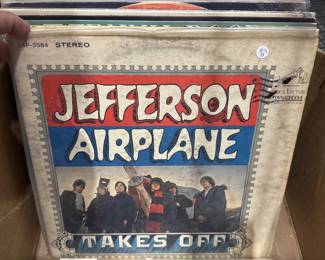 LSP-3584 STEREO
JEFFERSON
AIRPLANE
TAKES OFF